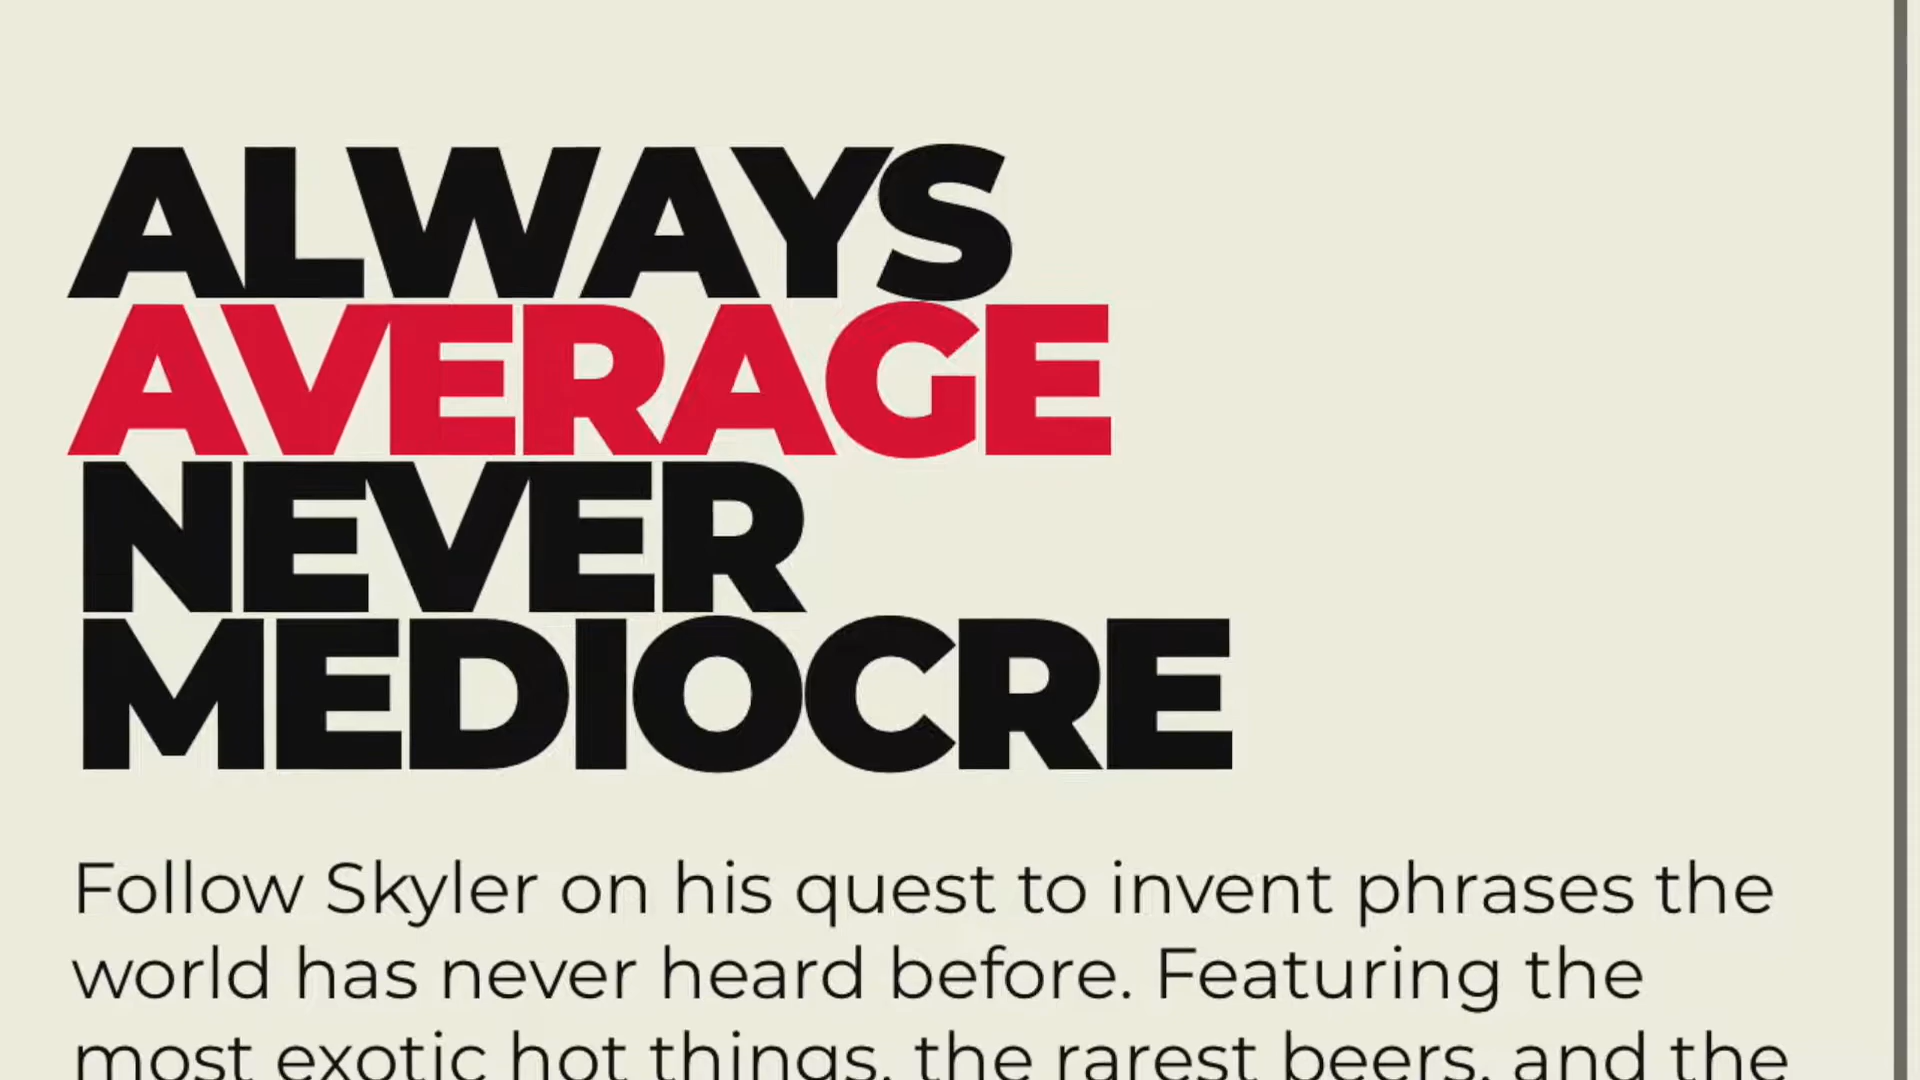 ALWAYS
AVERAGE
NEVER
MEDIOCRE
Follow Skyler on his quest to invent phrases the
world has never heard before. Featuring the
most exotic hot things, the rarest beers, and the